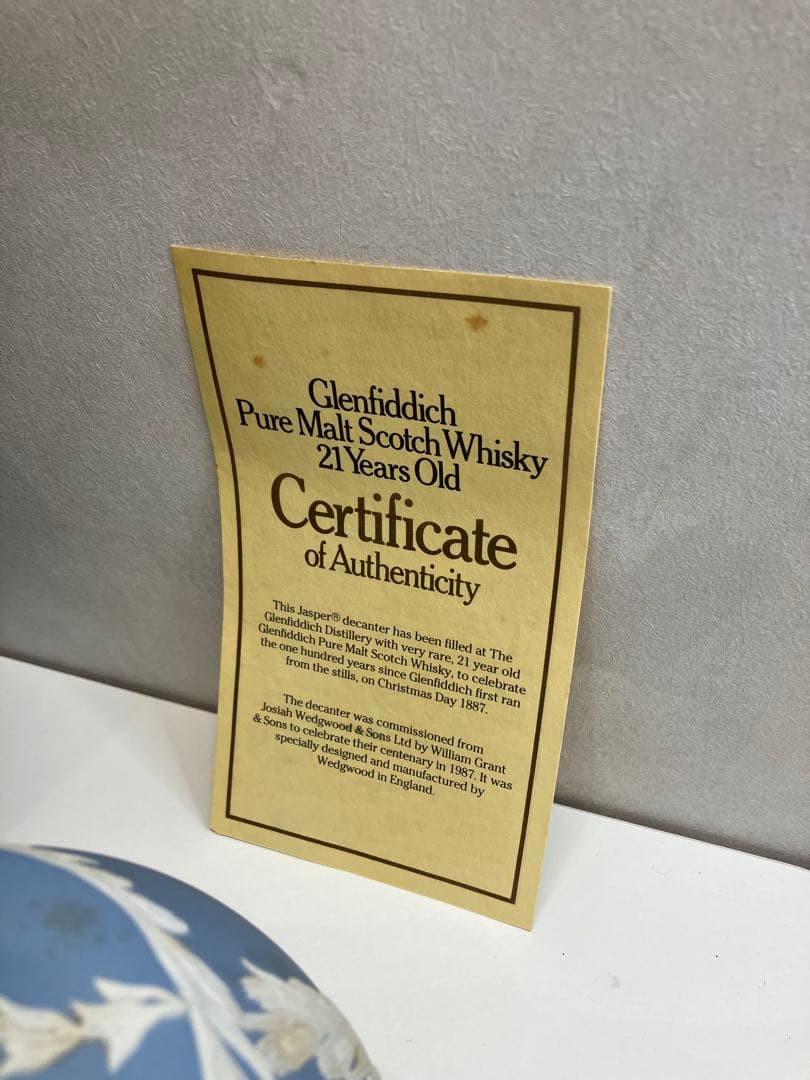 Glenfiddich
Pure Malt Scotch Whisky
21 Years Old
Certificate
of Authenticity
This Jasper® decanter has been filled at The
Glenfiddich Distillery with very rare, 21 year old
Glenfiddich Pure Malt Scotch Whisky, to celebrate
the one hundred years since Glenfiddich first ran
from the stills, on Christmas Day 1887.
The decanter was commissioned from
Josiah Wedgwood & Sons Ltd by William Grant
& Sons to celebrate their centenary in 1987. It was
specially designed and manufactured by
Wedgwood in England.